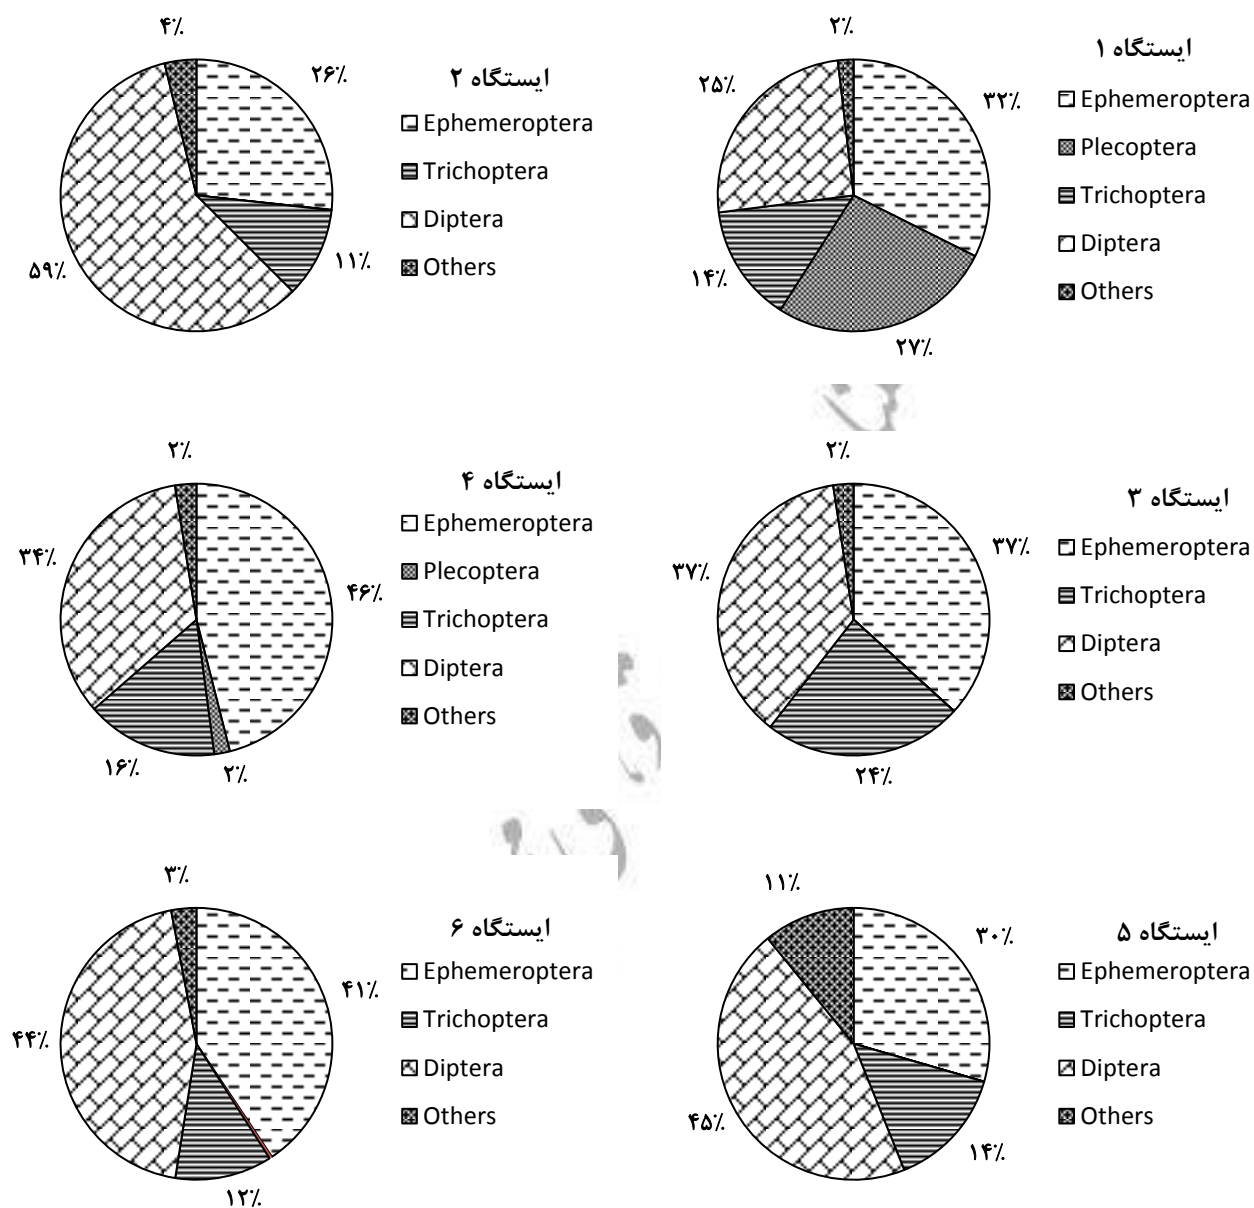 ایستگاه ۱
۲٪
۳۲٪
۲۷٪
۱۴٪
۲۵٪
Ephemeroptera
Plecoptera
Trichoptera
Diptera
Others
ایستگاه ۲
۴٪
۲۶٪
۱۱٪
۵۹٪
Ephemeroptera
Trichoptera
Diptera
Others
ایستگاه ۳
۲٪
۳۷٪
۲۴٪
۳۷٪
Ephemeroptera
Trichoptera
Diptera
Others
ایستگاه ۴
۲٪
۴۶٪
۲٪
۱۶٪
۳۴٪
Ephemeroptera
Plecoptera
Trichoptera
Diptera
Others
ایستگاه ۵
۱۱٪
۳۰٪
۱۴٪
۴۵٪
Ephemeroptera
Trichoptera
Diptera
Others
ایستگاه ۶
۳٪
۴۱٪
۱۲٪
۴۴٪
Ephemeroptera
Trichoptera
Diptera
Others